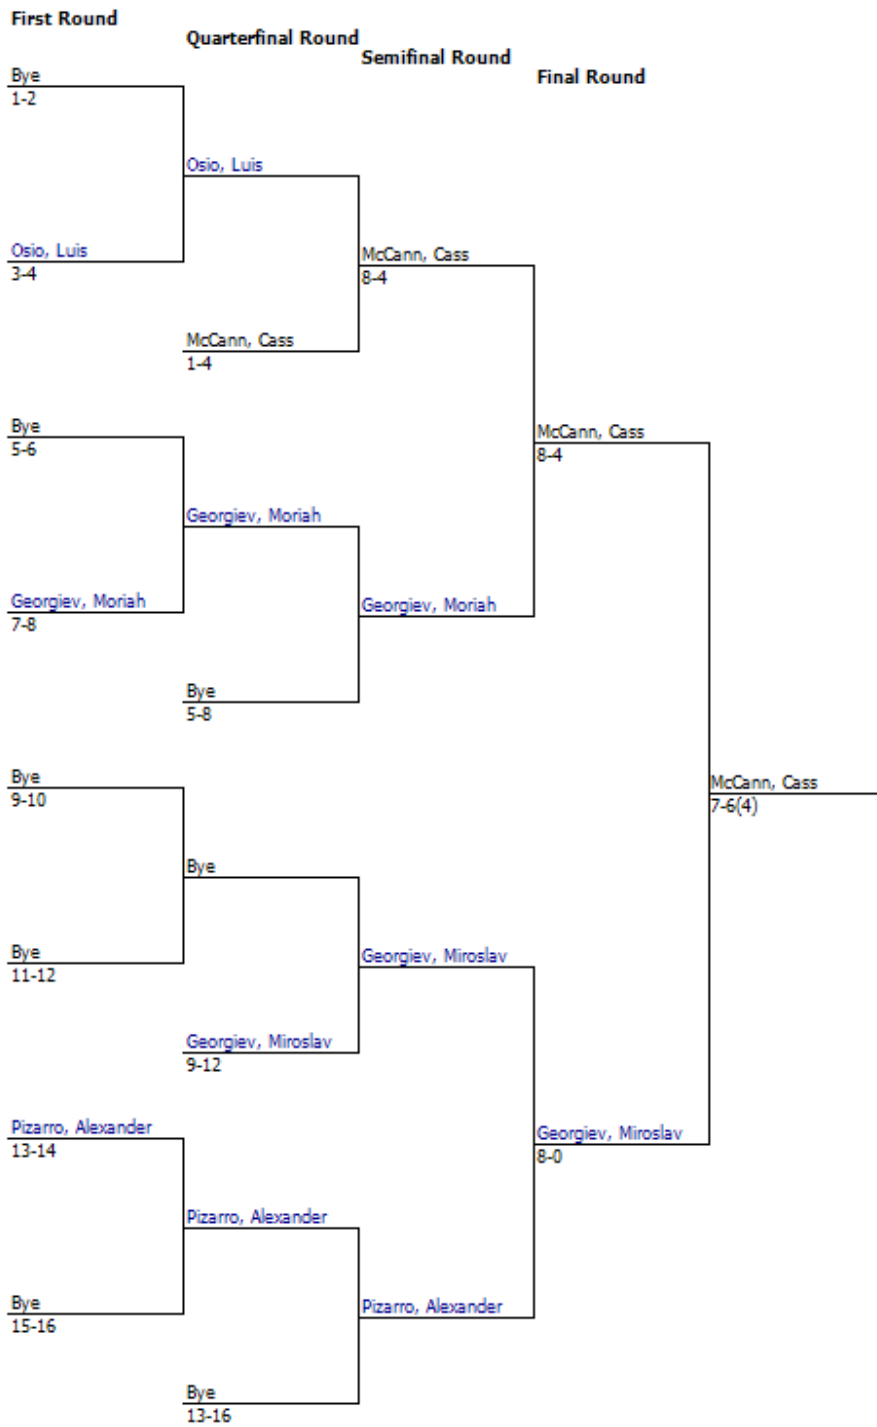 First Round
Quarterfinal Round
Semifinal Round
Final Round
Bye
1-2
Osio, Luis
Osio, Luis
3-4
McCann, Cass
8-4
McCann, Cass
1-4
Bye
5-6
McCann, Cass
8-4
Georgiev, Moriah
Georgiev, Moriah
7-8
Georgiev, Moriah
Bye
5-8
Bye
9-10
McCann, Cass
7-6(4)
Bye
Bye
11-12
Georgiev, Miroslav
Georgiev, Miroslav
9-12
Pizarro, Alexander
13-14
Georgiev, Miroslav
8-0
Pizarro, Alexander
Bye
15-16
Pizarro, Alexander
Bye
13-16